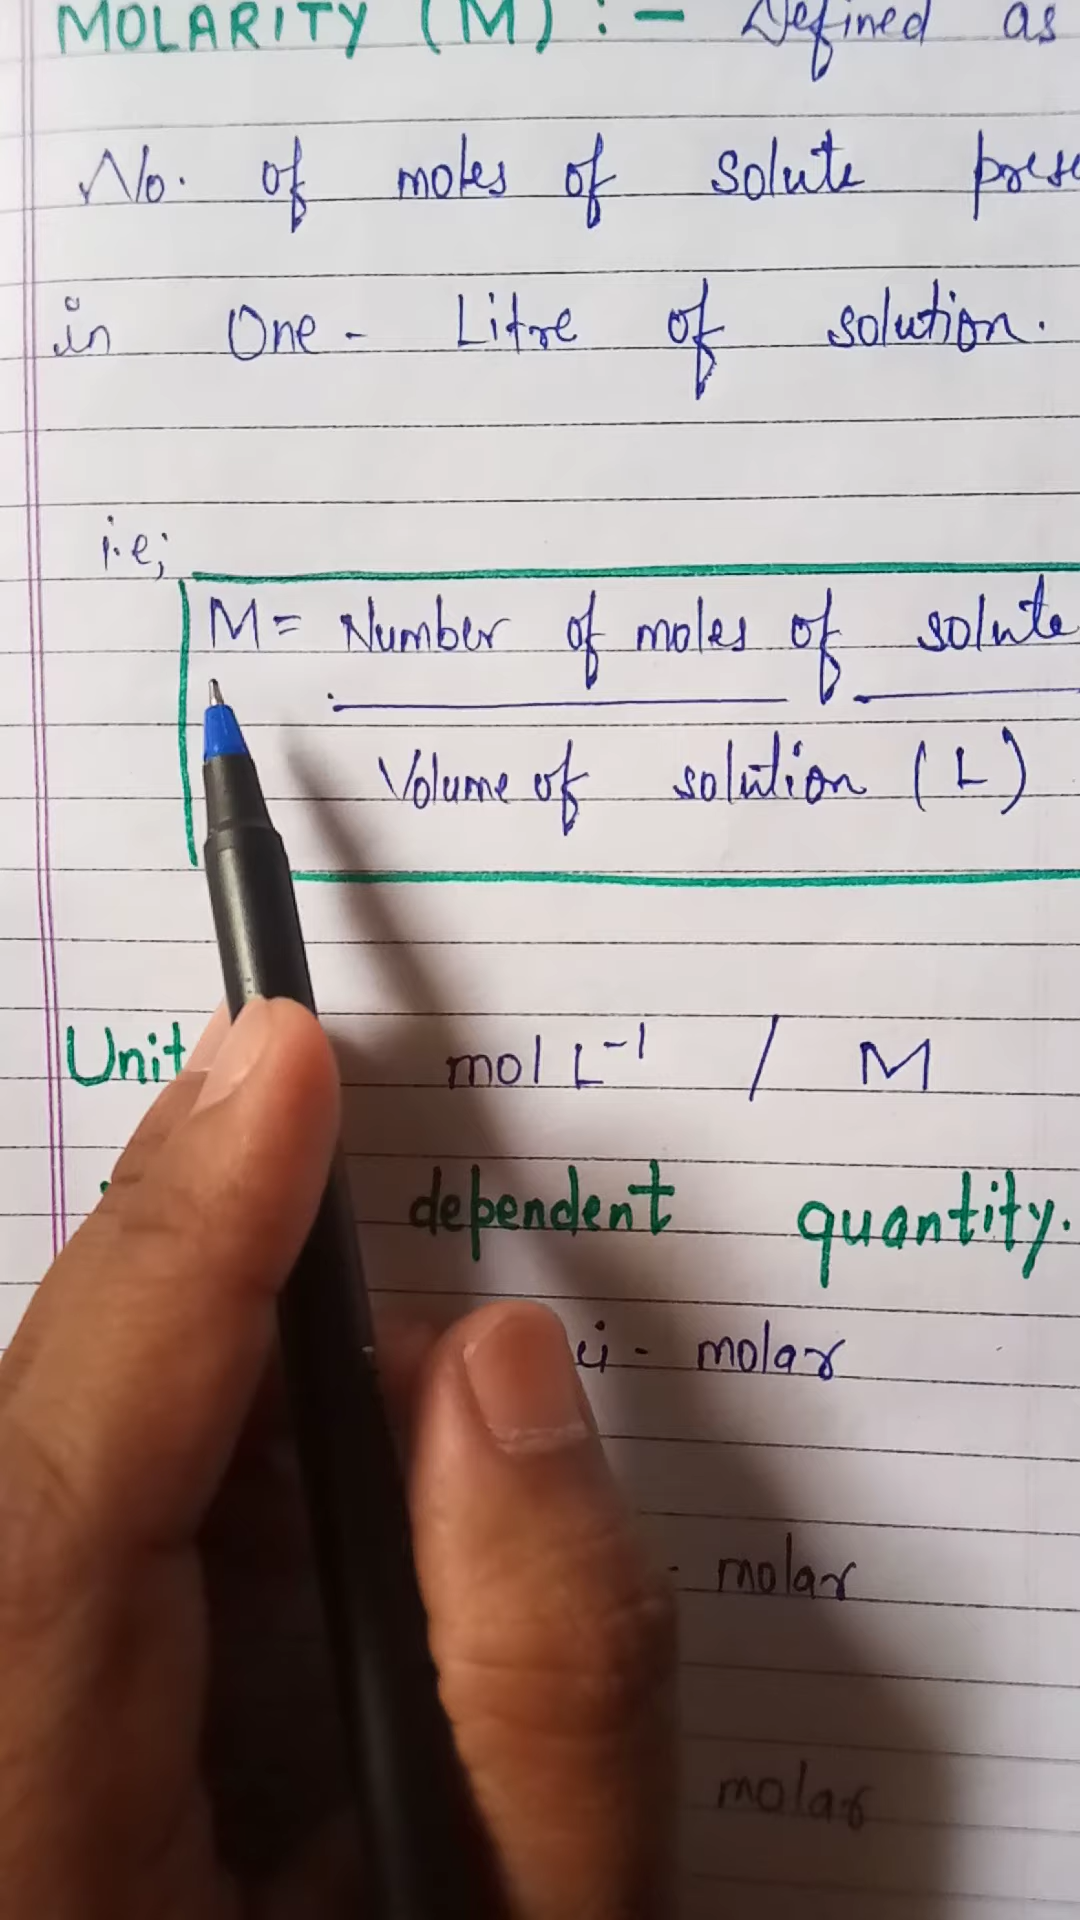 MOLARITY (M) :- Defined as
No. of moles of solute prese
in One- Litre of solution.
i.e;
M= Number of moles of solute
Volume of solution (L)
Unit mol L⁻¹ / M
dependent quantity.
- molar
- molar
molar